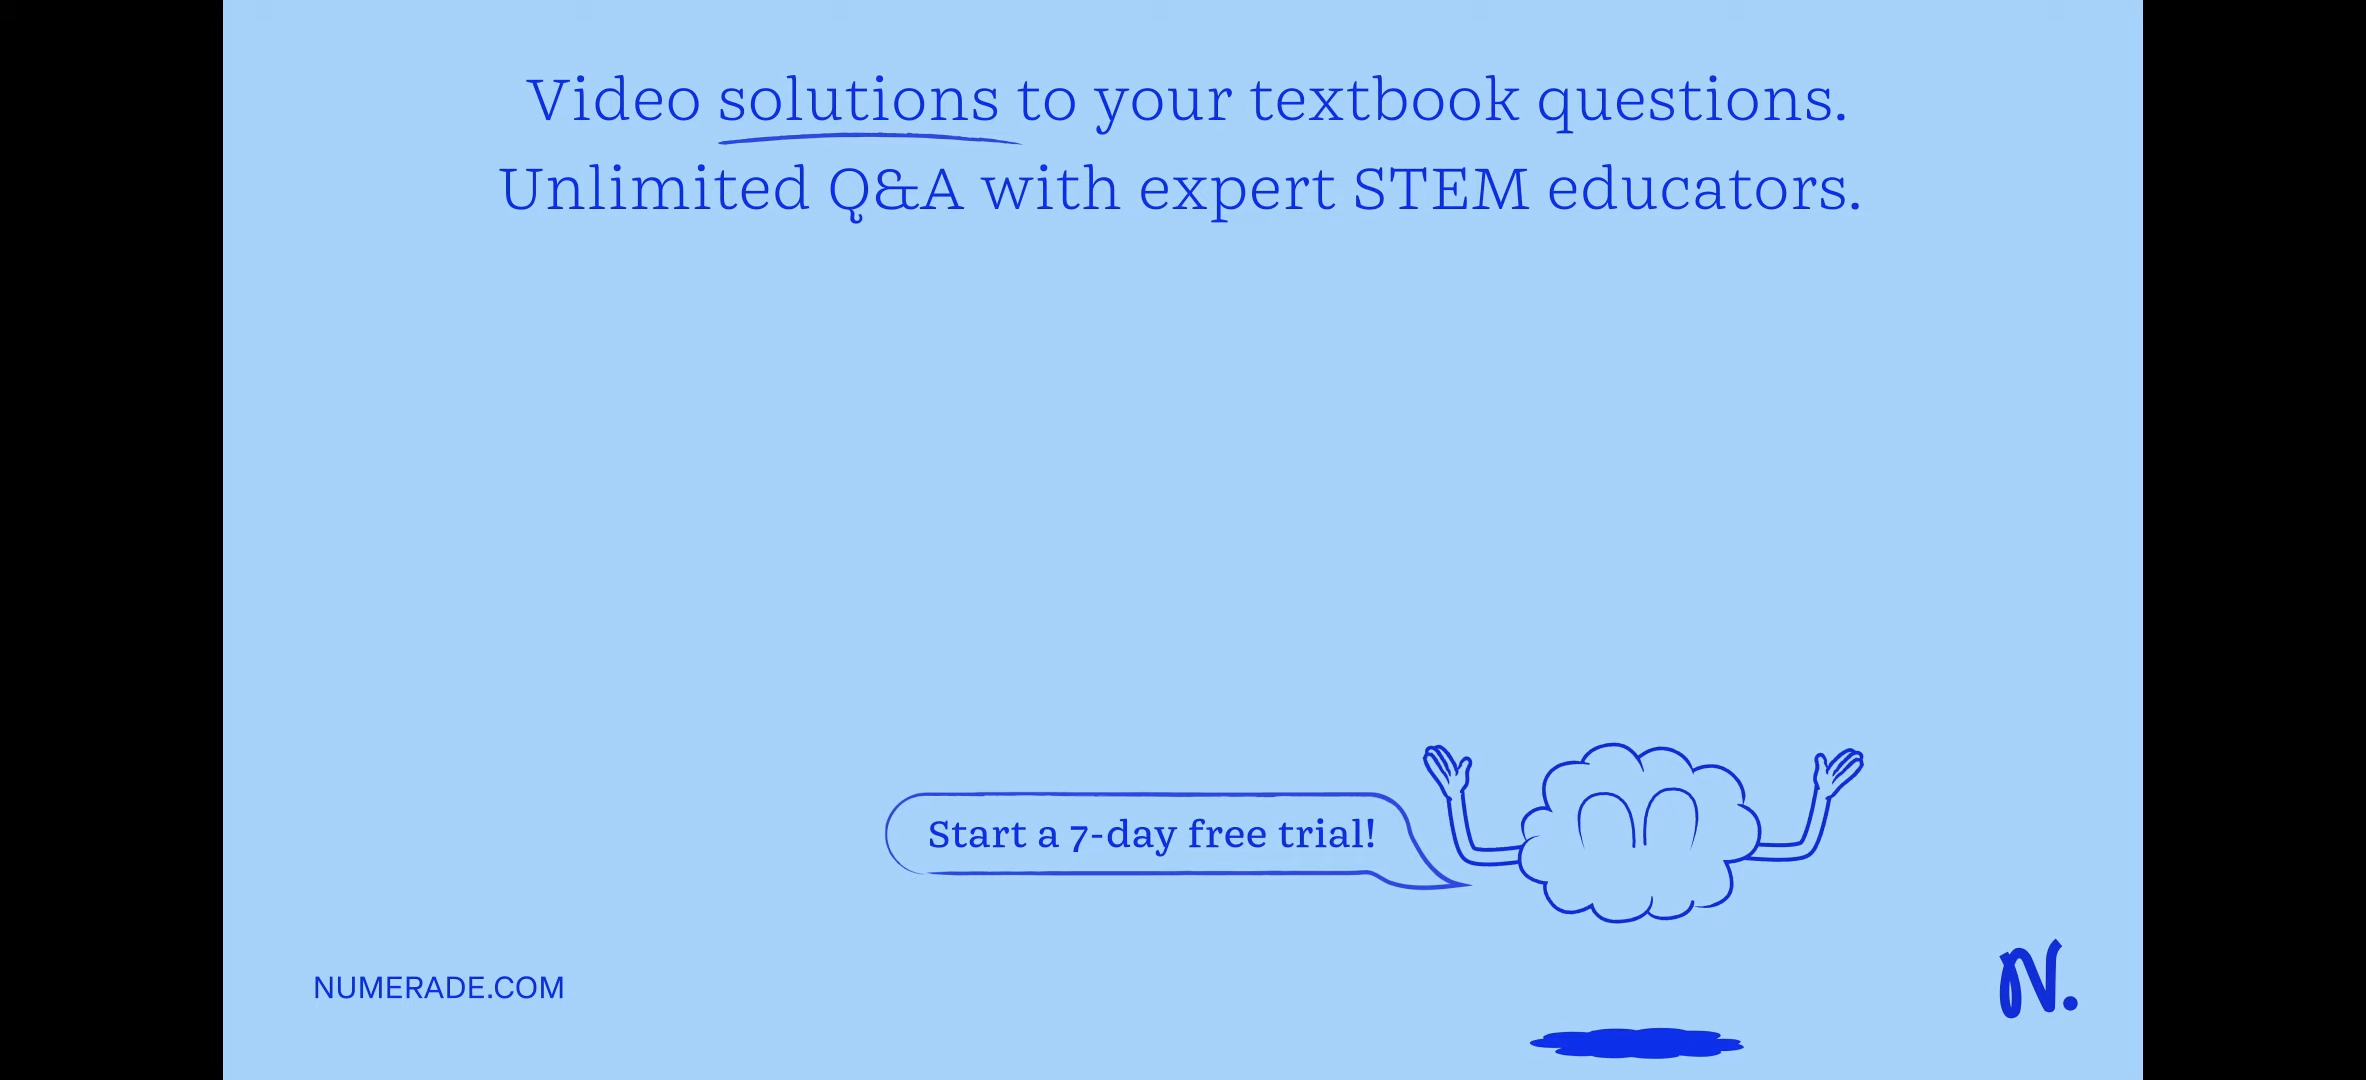 Video solutions to your textbook questions.
Unlimited Q&A with expert STEM educators.
Start a 7-day free trial!
NUMERADE.COM
N.